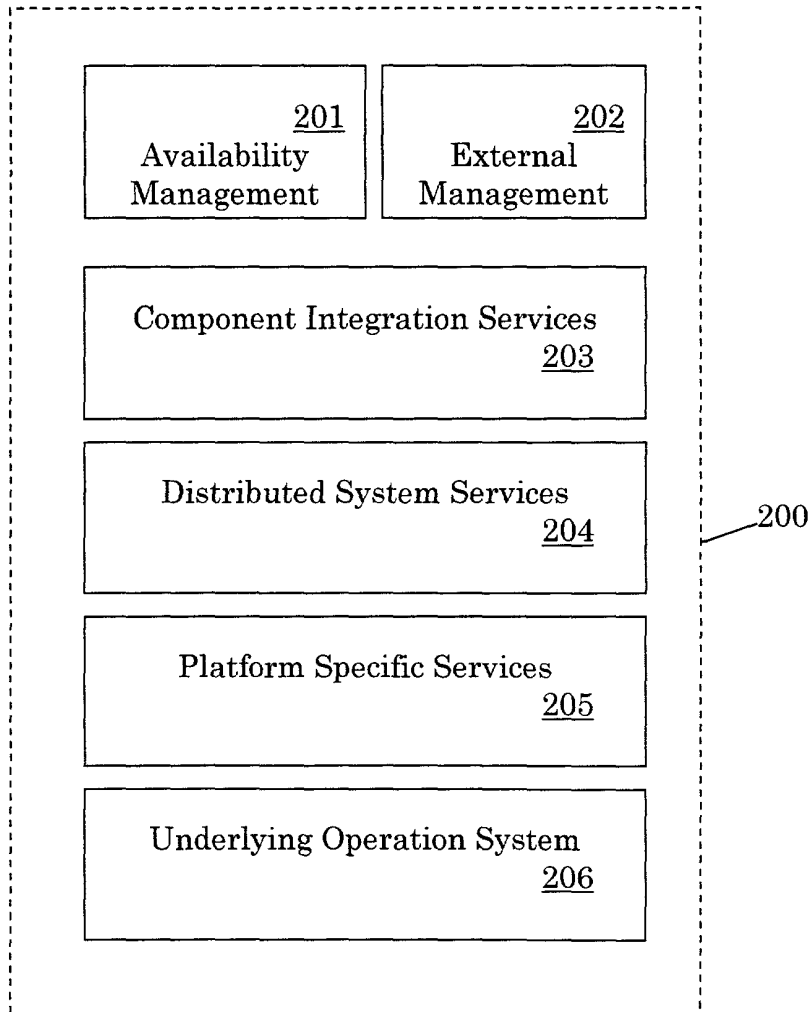 201
Availability
Management
202
External
Management
Component Integration Services
203
Distributed System Services
204
200
Platform Specific Services
205
Underlying Operation System
206